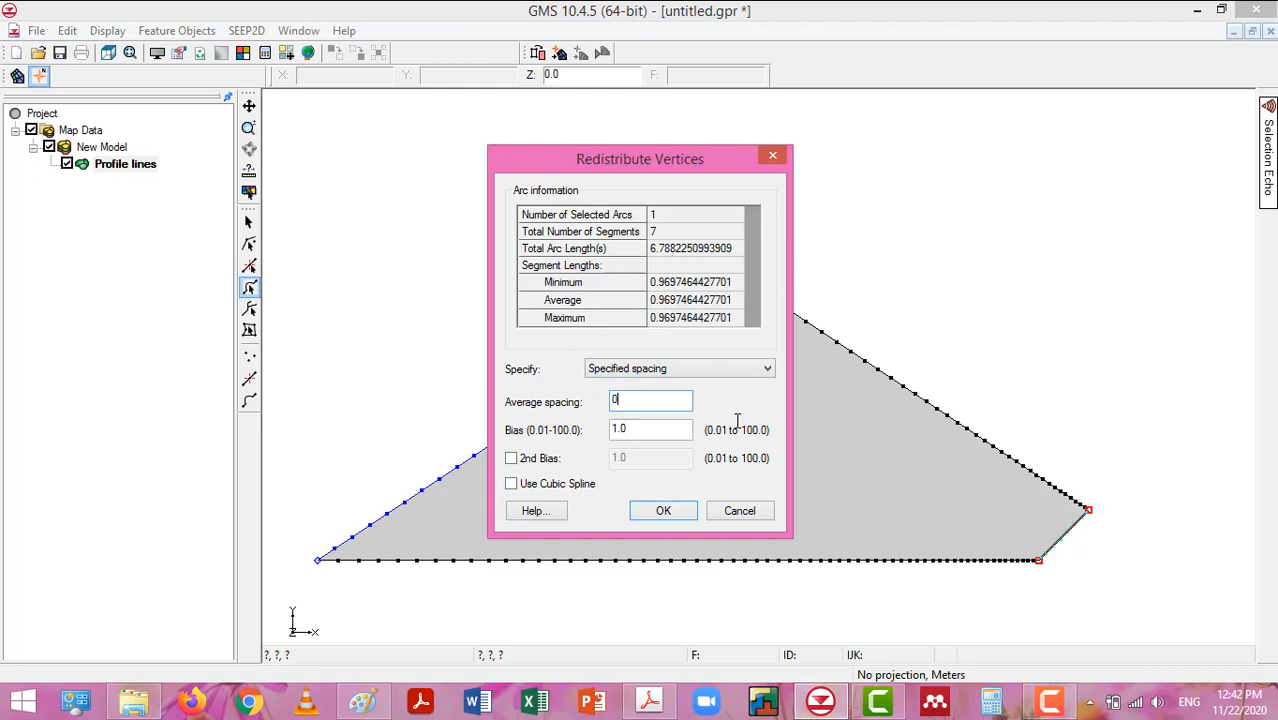 GMS 10.4.5 (64-bit) - [untitled.gpr *]
File Edit Display Feature Objects SEEP2D Window Help
X: Y: Z: 0.0 F:
Project
Map Data
New Model
Profile lines
Selection Echo
Redistribute Vertices
Arc information
Number of Selected Arcs 1
Total Number of Segments 7
Total Arc Length(s) 6.7882250993909
Segment Lengths:
Minimum 0.9697464427701
Average 0.9697464427701
Maximum 0.9697464427701
Specify: Specified spacing
Average spacing: 0
Bias (0.01-100.0): 1.0 (0.01 to 100.0)
2nd Bias: 1.0 (0.01 to 100.0)
Use Cubic Spline
Help... OK Cancel
Y
Z X
?, ?, ? ?, ?, ? F: ID: IJK:
No projection, Meters
ENG
12:42 PM
11/22/2020